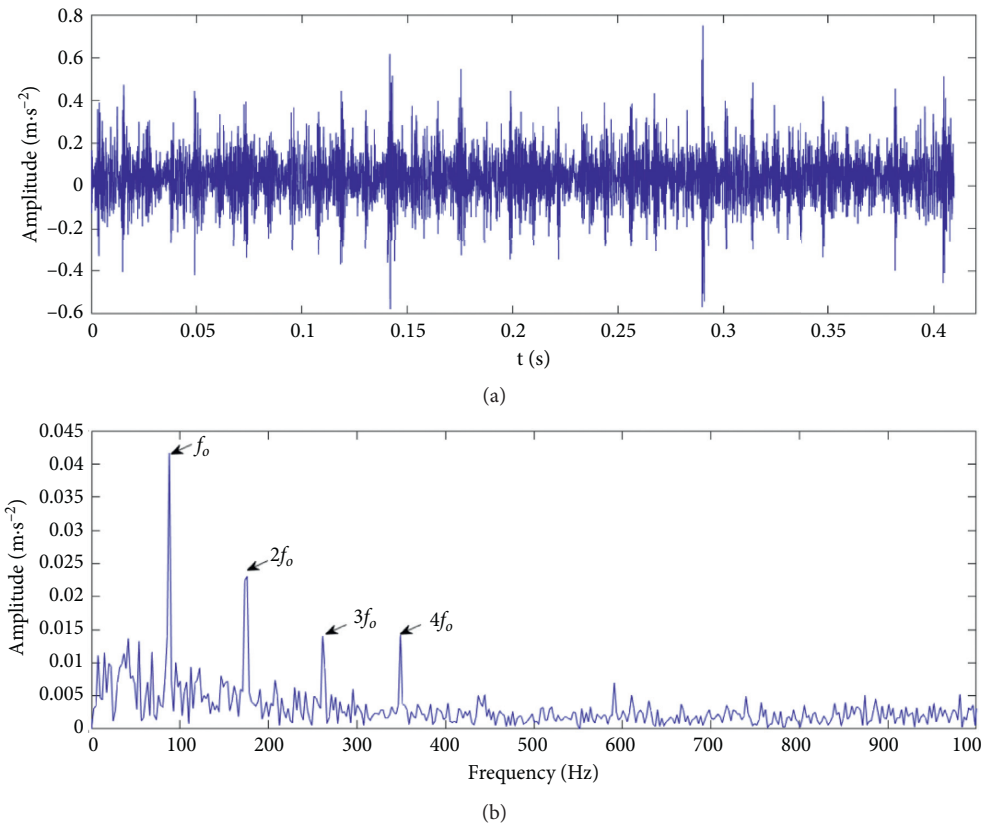 0.8
0.6
0.4
0.2
0
−0.2
−0.4
−0.6
Amplitude (m·s−2)
0 0.05 0.1 0.15 0.2 0.25 0.3 0.35 0.4
t (s)
(a)
0.045
0.04
0.035
0.03
0.025
0.02
0.015
0.01
0.005
0
Amplitude (m·s−2)
fo
2fo
3fo 4fo
0 100 200 300 400 500 600 700 800 900 100
Frequency (Hz)
(b)